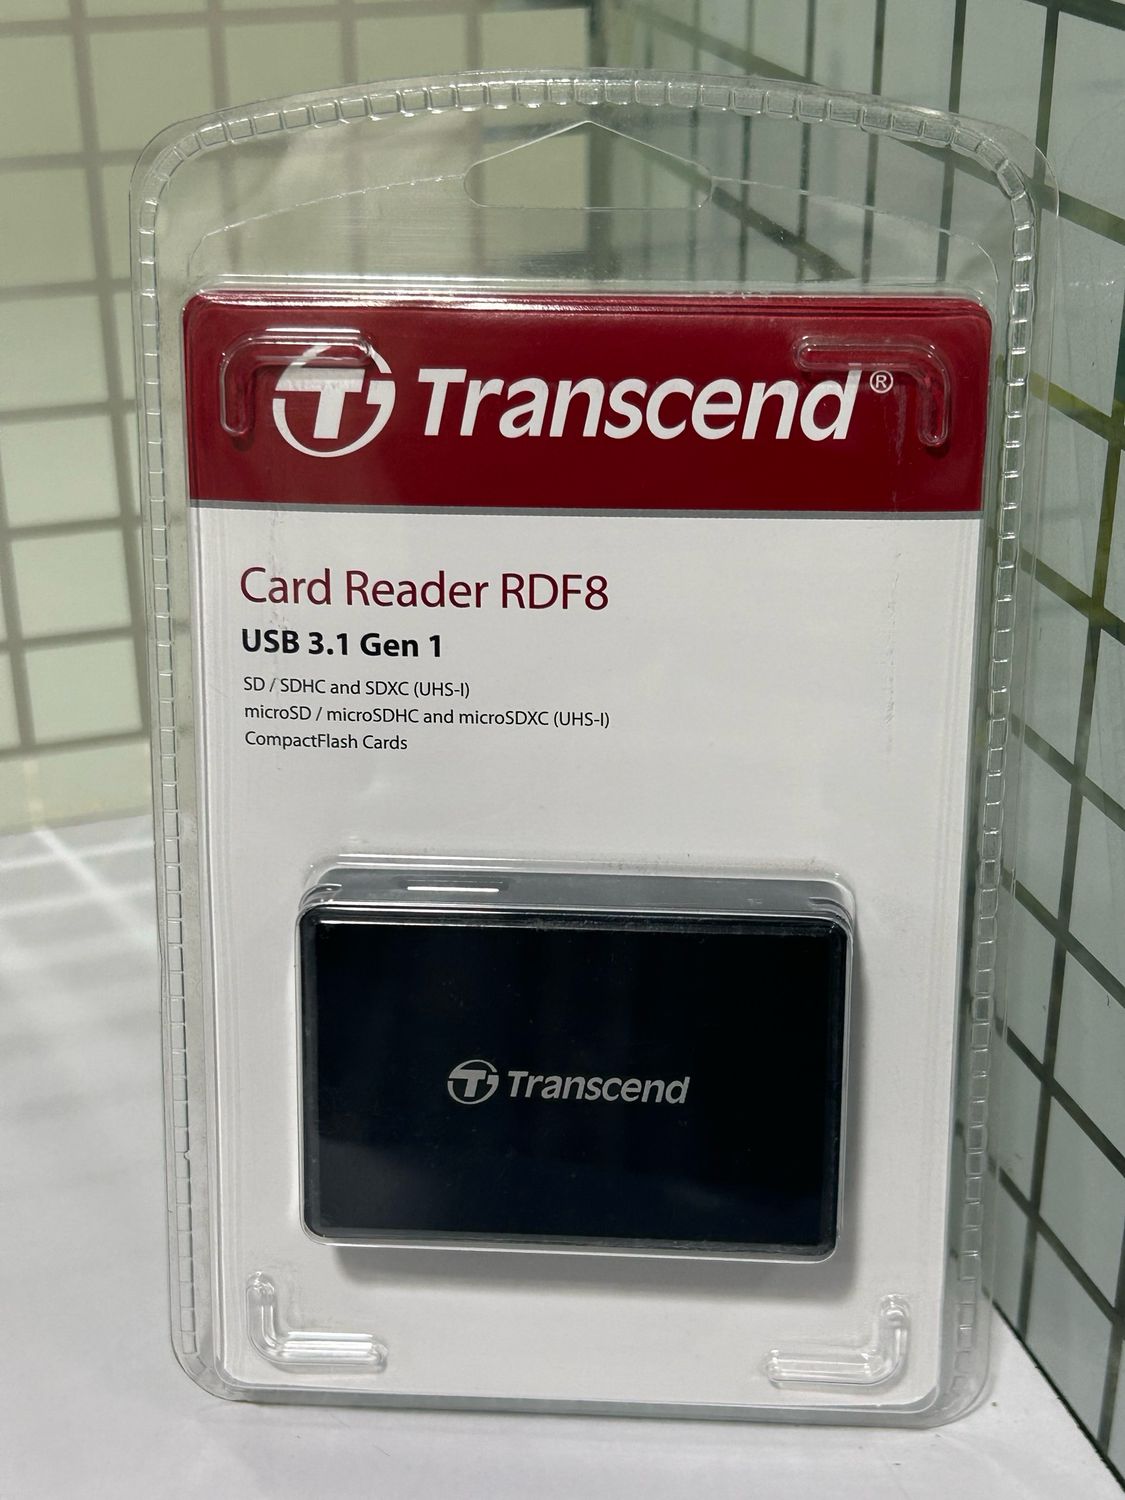 Transcend®
Card Reader RDF8
USB 3.1 Gen 1
SD / SDHC and SDXC (UHS-I)
microSD / microSDHC and microSDXC (UHS-I)
CompactFlash Cards
Transcend